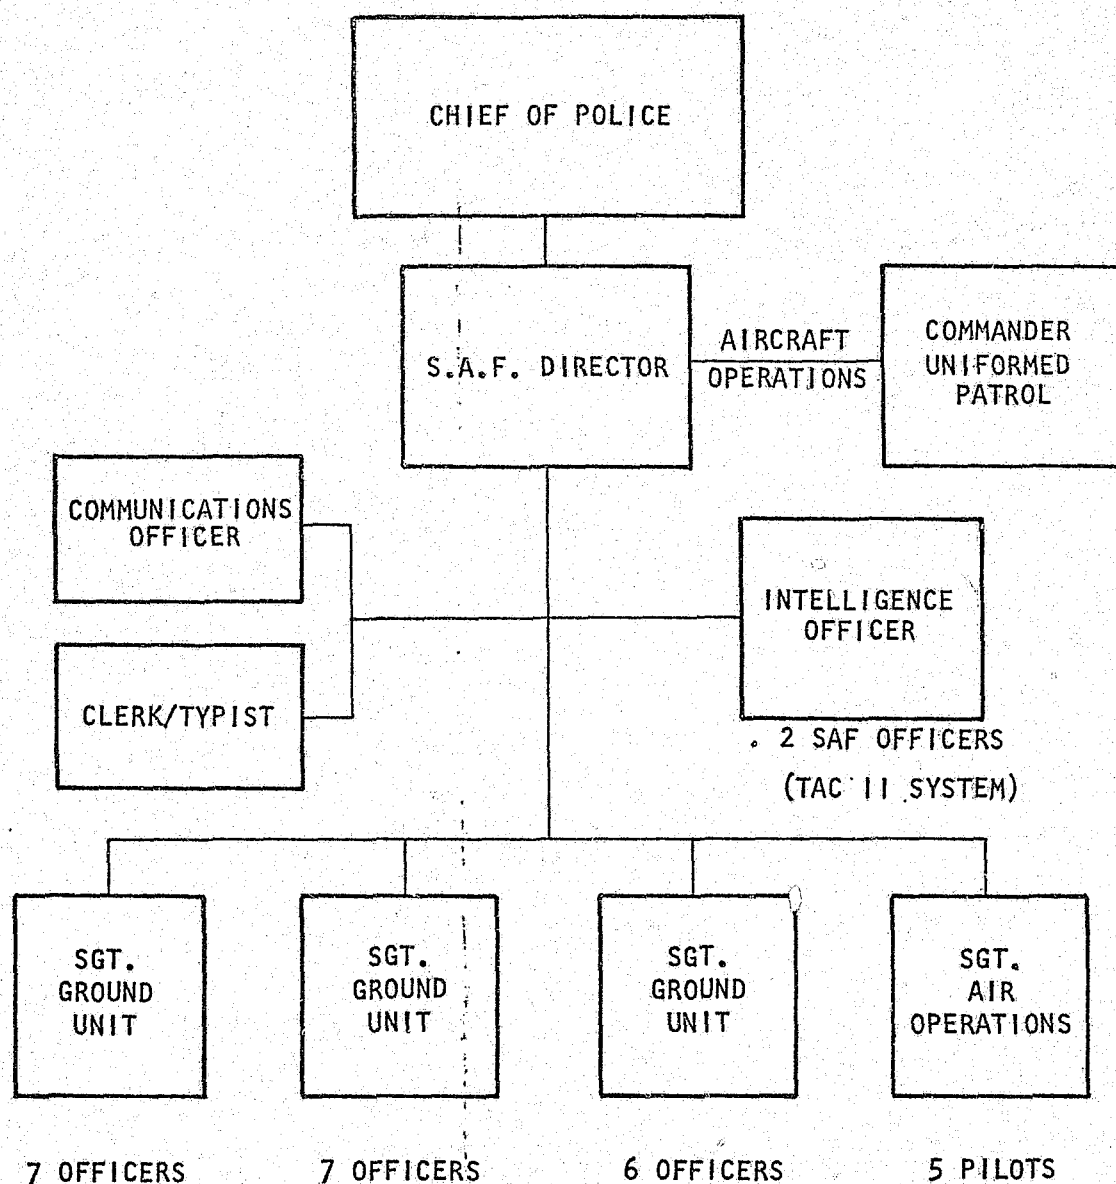 CHIEF OF POLICE
S.A.F. DIRECTOR
AIRCRAFT
OPERATIONS
COMMANDER
UNIFORMED
PATROL
COMMUNICATIONS
OFFICER
CLERK/TYPIST
INTELLIGENCE
OFFICER
. 2 SAF OFFICERS
(TAC II SYSTEM)
SGT.
GROUND
UNIT
SGT.
GROUND
UNIT
SGT.
GROUND
UNIT
SGT.
AIR
OPERATIONS
7 OFFICERS
7 OFFICERS
6 OFFICERS
5 PILOTS